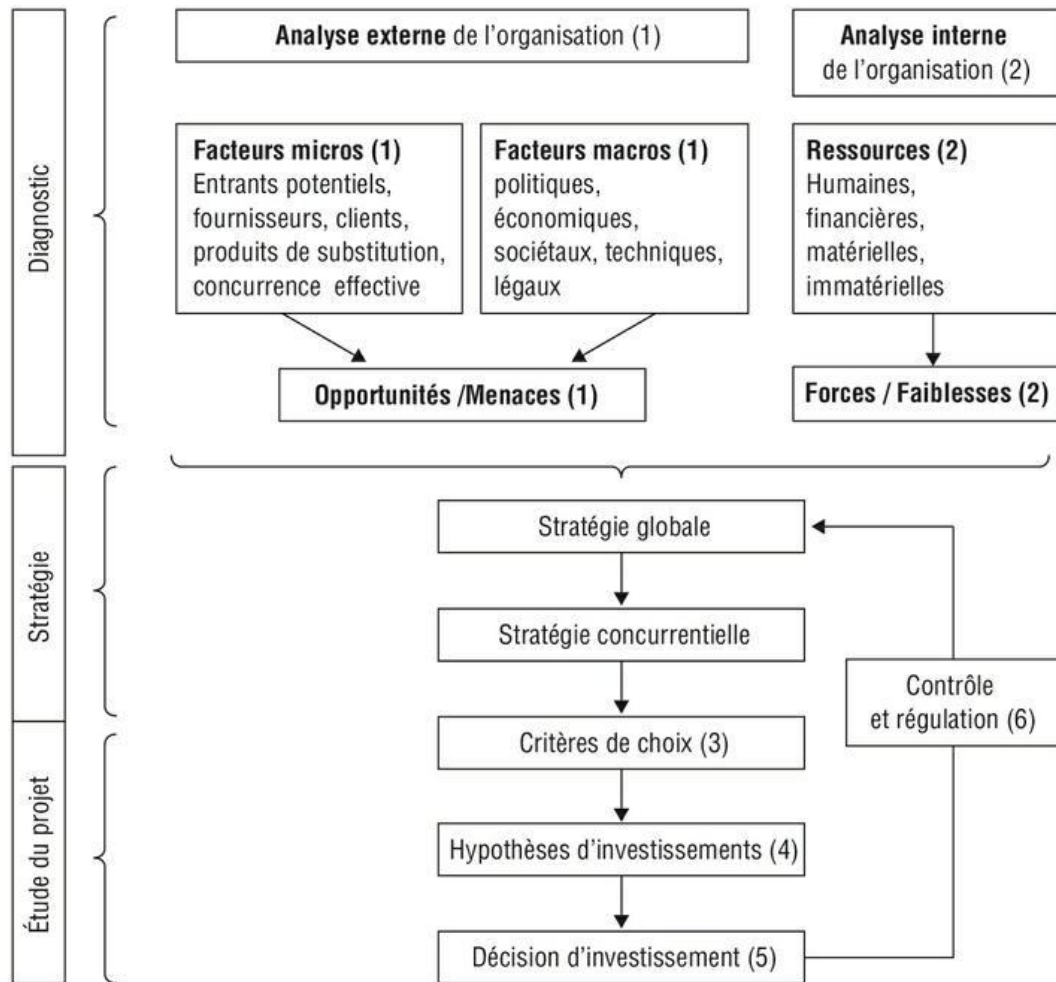 Diagnostic
Analyse externe de l'organisation (1)
Analyse interne
de l'organisation (2)
Facteurs micros (1)
Entrants potentiels,
fournisseurs, clients,
produits de substitution,
concurrence effective
Facteurs macros (1)
politiques,
économiques,
sociétaux, techniques,
légaux
Ressources (2)
Humaines,
financières,
matérielles,
immatérielles
Opportunités /Menaces (1)
Forces / Faiblesses (2)
Stratégie
Stratégie globale
Stratégie concurrentielle
Contrôle
et régulation (6)
Étude du projet
Critères de choix (3)
Hypothèses d'investissements (4)
Décision d'investissement (5)